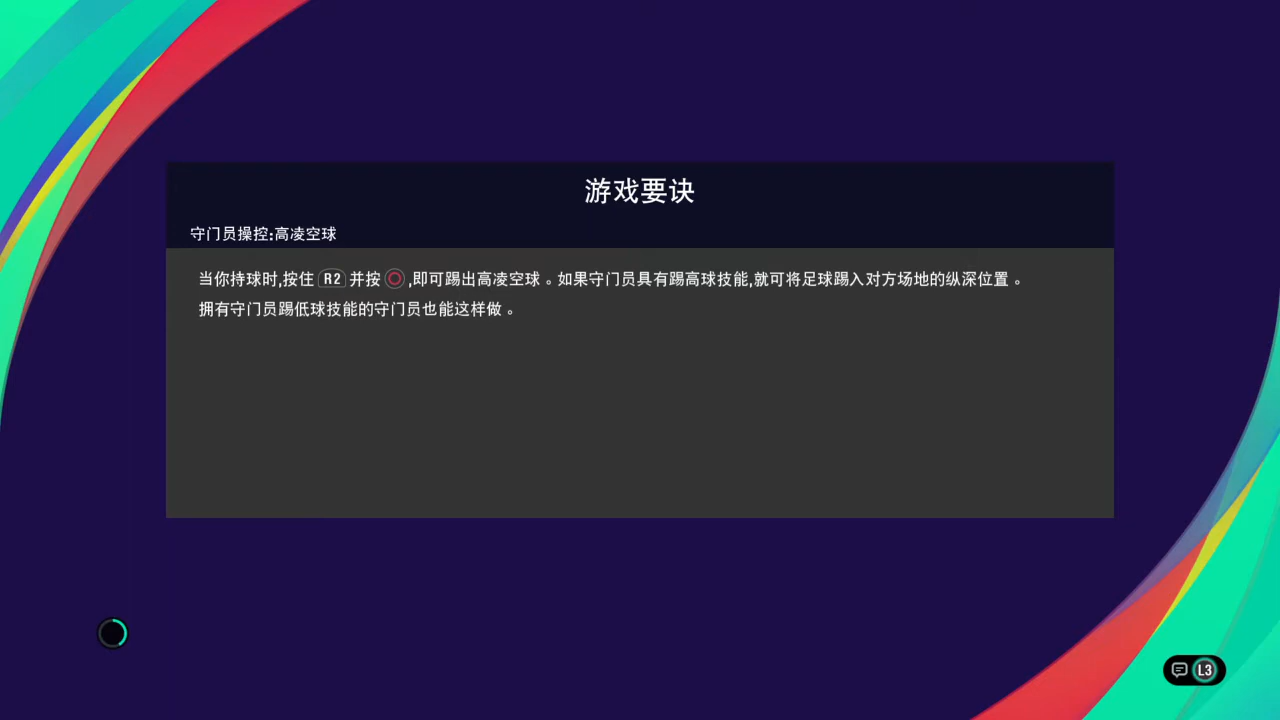 游戏要诀
守门员操控:高凌空球
当你持球时,按住 R2 并按 ,即可踢出高凌空球。如果守门员具有踢高球技能,就可将足球踢入对方场地的纵深位置。
拥有守门员踢低球技能的守门员也能这样做。
L3